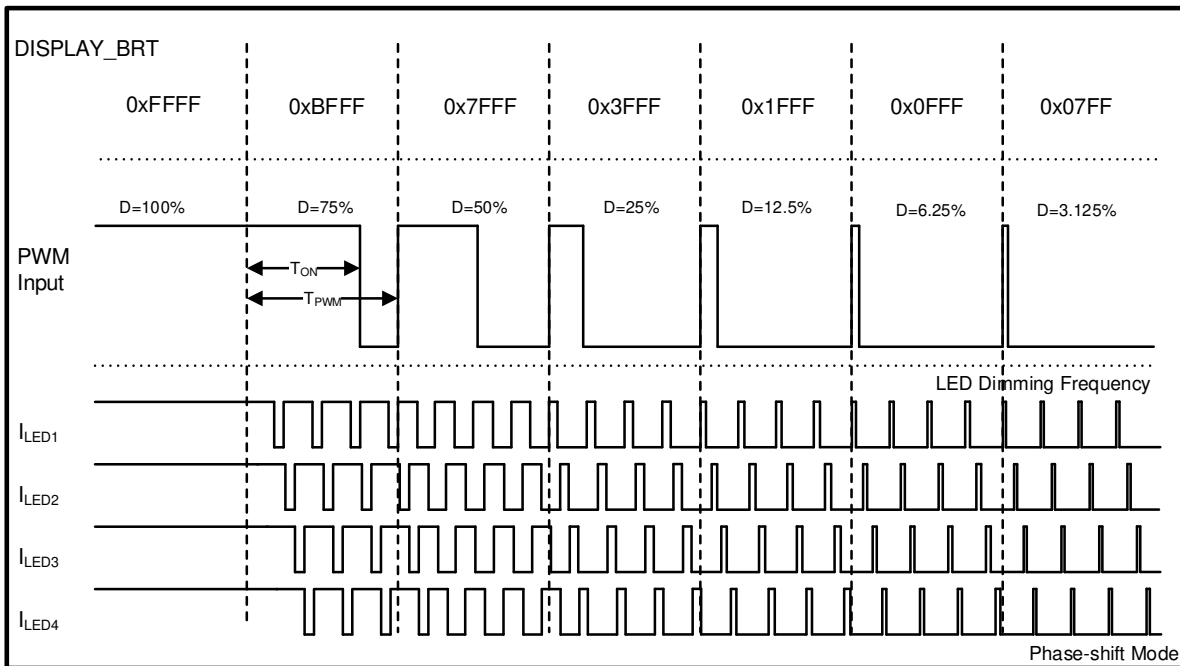 DISPLAY_BRT
0xFFFF 0xBFFF 0x7FFF 0x3FFF 0x1FFF 0x0FFF 0x07FF
D=100% D=75% D=50% D=25% D=12.5% D=6.25% D=3.125%
PWM
Input
TON
TPWM
LED Dimming Frequency
ILED1
ILED2
ILED3
ILED4
Phase-shift Mode